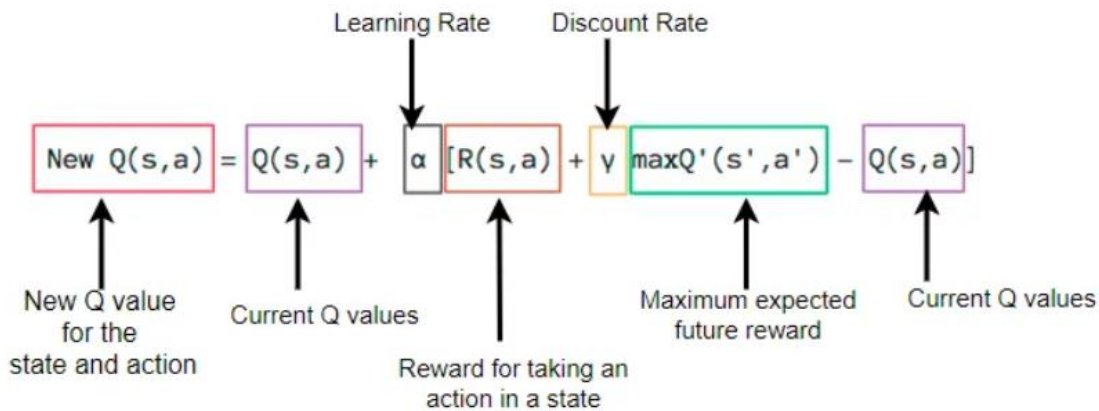 Learning Rate
Discount Rate
New Q(s,a) = Q(s,a) + α [R(s,a) + γ maxQ'(s',a') - Q(s,a)]
New Q value
for the
state and action
Current Q values
Reward for taking an
action in a state
Maximum expected
future reward
Current Q values